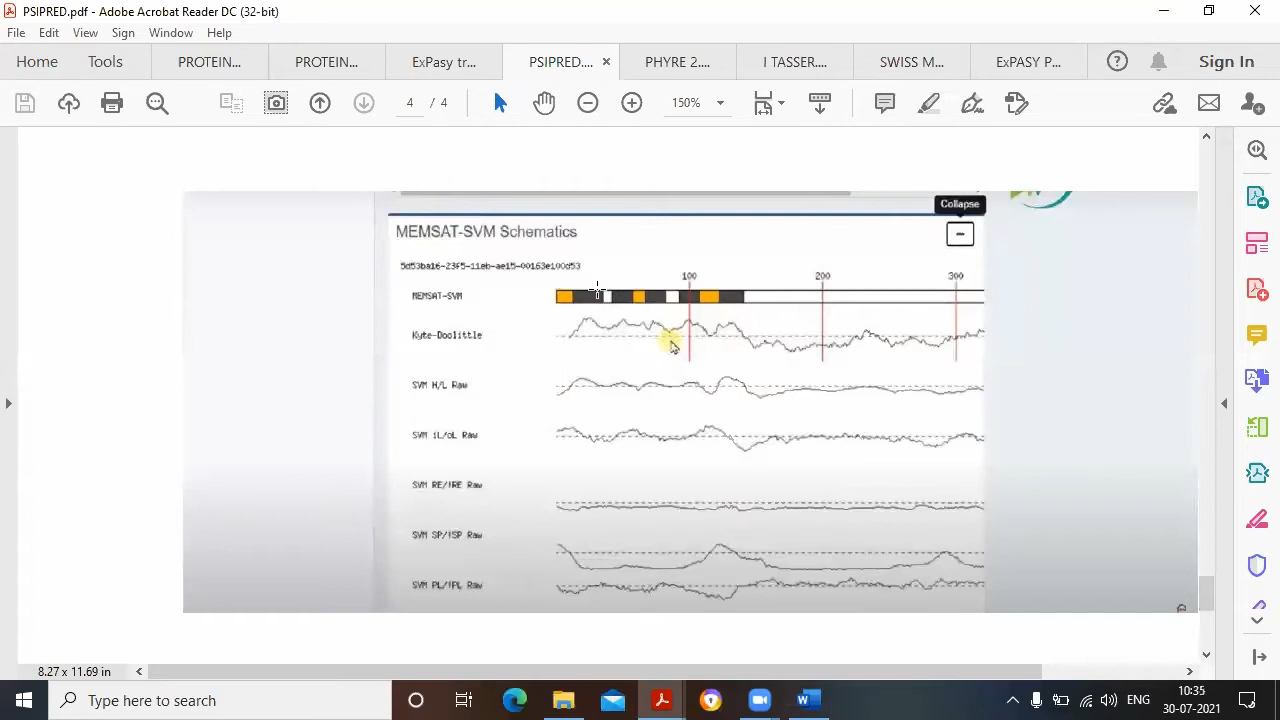 PSIPRED.pdf - Adobe Acrobat Reader DC (32-bit)
File Edit View Sign Window Help
Home Tools PROTEIN... PROTEIN... ExPasy tr... PSIPRED.... PHYRE 2.... I TASSER.... SWISS M... ExPASY P... Sign In
4 / 4 150%
Collapse
MEMSAT-SVM Schematics
5d53ba16-23f5-11eb-ae15-00163e100d53
100 200 300
MEMSAT-SVM
Kyte-Doolittle
SVM H/L Raw
SVM iL/oL Raw
SVM RE/!RE Raw
SVM SP/!SP Raw
SVM PL/!PL Raw
8.27 x 11.69 in
Type here to search
ENG
10:35
30-07-2021